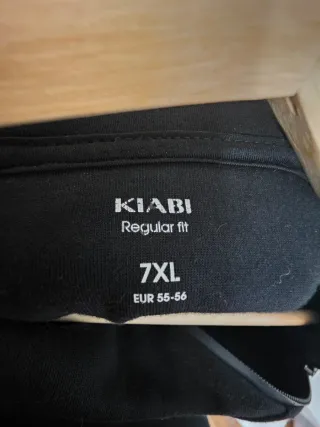 KIABI
Regular fit
7XL
EUR 55-56